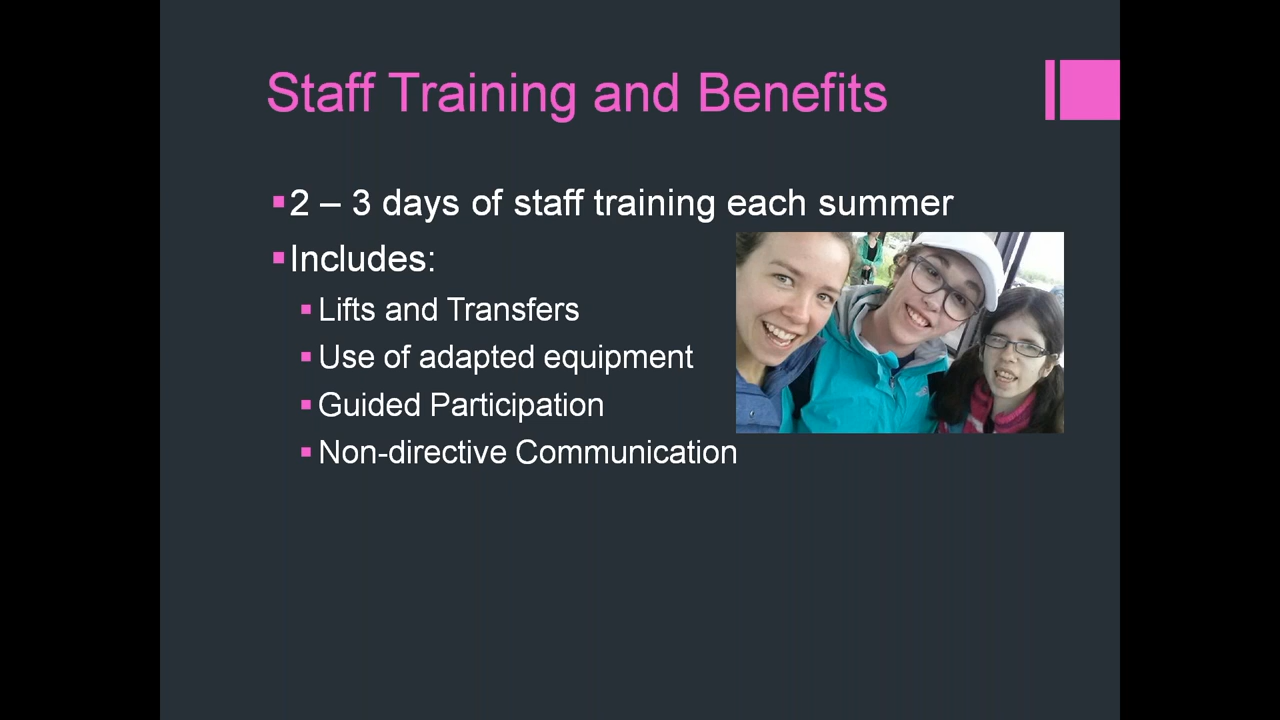 Staff Training and Benefits
▪2 – 3 days of staff training each summer
▪Includes:
▪ Lifts and Transfers
▪ Use of adapted equipment
▪ Guided Participation
▪ Non-directive Communication